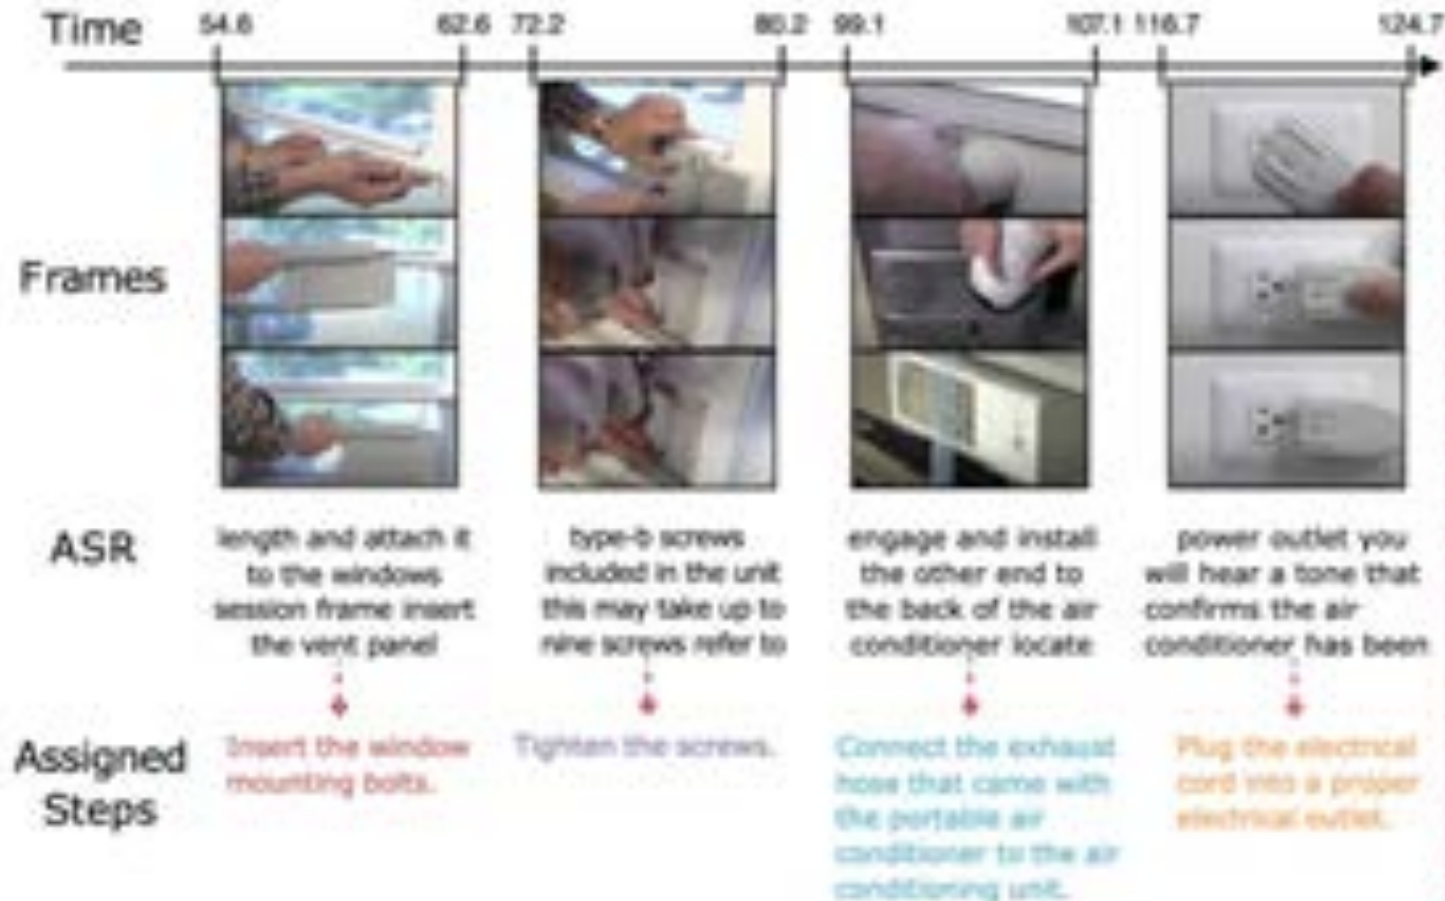 Time 54.6 62.6 72.2 80.2 99.1 107.1 116.7 124.7
Frames
ASR
length and attach it
to the windows
session frame insert
the vent panel
type-b screws
included in the unit
this may take up to
nine screws refer to
engage and install
the other end to
the back of the air
conditioner locate
power outlet you
will hear a tone that
confirms the air
conditioner has been
Assigned
Steps
Insert the window
mounting bolts.
Tighten the screws.
Connect the exhaust
hose that came with
the portable air
conditioner to the air
conditioning unit.
Plug the electrical
cord into a proper
electrical outlet.